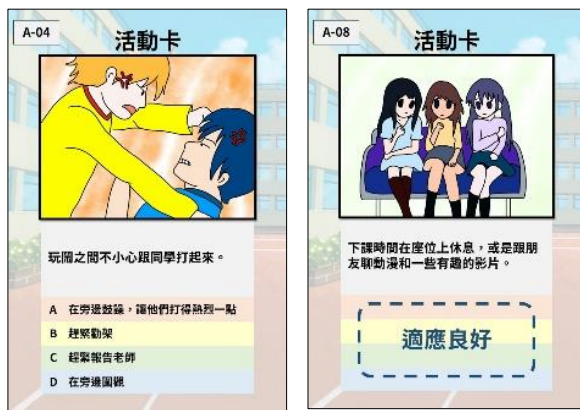 A-04
活動卡
玩鬧之間不小心跟同學打起來。
A 在旁邊鼓譟，讓他們打得熱烈一點
B 趕緊勸架
C 趕緊報告老師
D 在旁邊圍觀
A-08
活動卡
下課時間在座位上休息，或是跟朋
友聊動漫和一些有趣的影片。
適應良好